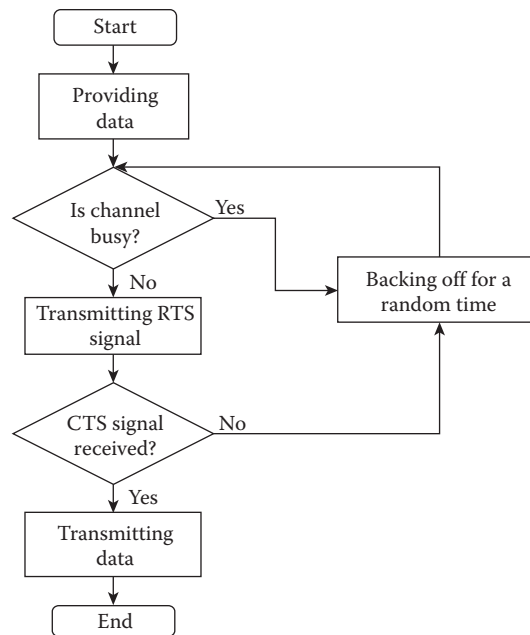 Start
Providing
data
Is channel
busy?
Yes
No
Backing off for a
random time
Transmitting RTS
signal
CTS signal
received?
No
Yes
Transmitting
data
End